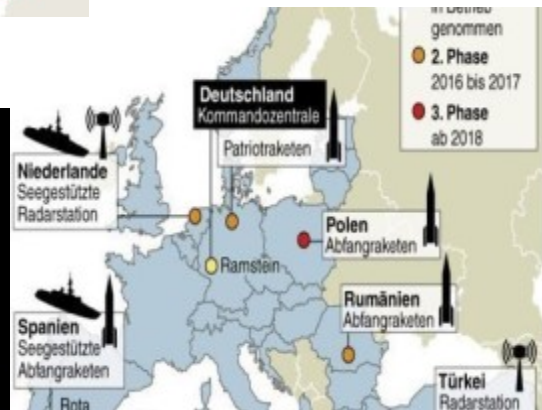 in Betrieb
genommen
2. Phase
2016 bis 2017
3. Phase
ab 2018
Deutschland
Kommandozentrale
Patriotraketen
Niederlande
Seegestützte
Radarstation
Polen
Abfangraketen
Ramstein
Rumänien
Abfangraketen
Spanien
Seegestützte
Abfangraketen
Rota
Türkei
Radarstation